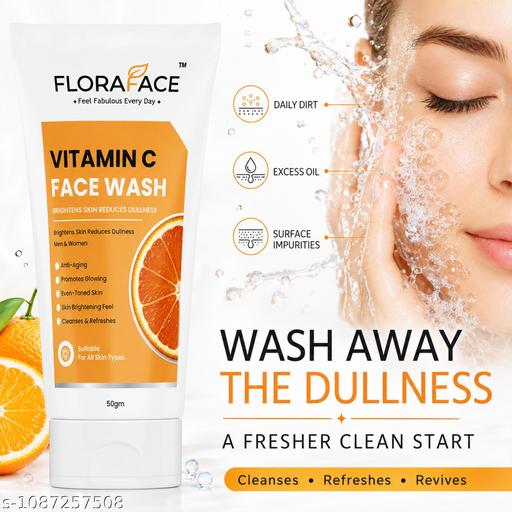 FLORAFACE
TM
• Feel Fabulous Every Day •
VITAMIN C
FACE WASH
BRIGHTENS SKIN REDUCES DULLNESS
Brightens Skin Reduces Dullness
Men & Women
Anti-Aging
Promotes Glowing
Even-Toned Skin
Skin Brightening Feel
Cleanses & Refreshes
Suitable
For All Skin Types
50gm
DAILY DIRT
EXCESS OIL
SURFACE
IMPURITIES
WASH AWAY
THE DULLNESS
A FRESHER CLEAN START
Cleanses • Refreshes • Revives
s-1087257508